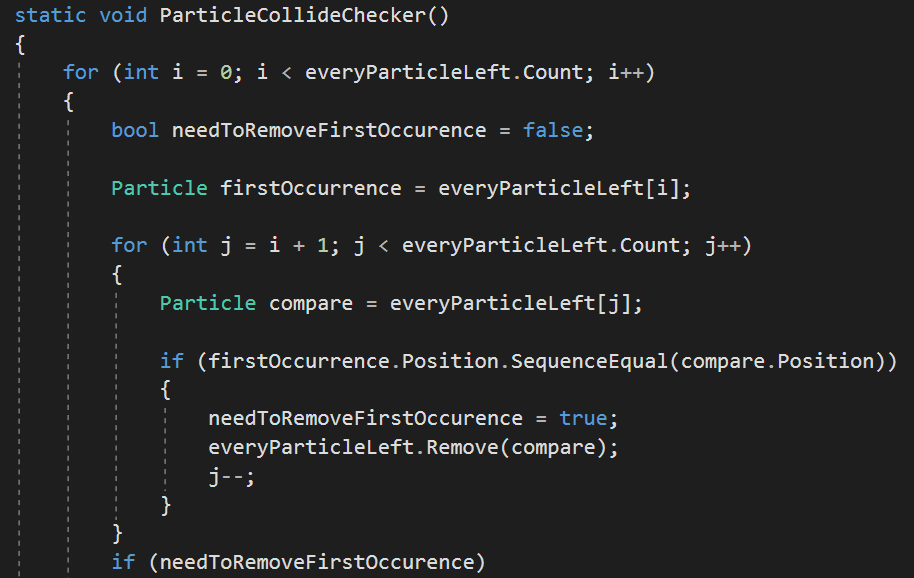 static void ParticleCollideChecker()
{
for (int i = 0; i < everyParticleLeft.Count; i++)
{
bool needToRemoveFirstOccurence = false;
Particle firstOccurrence = everyParticleLeft[i];
for (int j = i + 1; j < everyParticleLeft.Count; j++)
{
Particle compare = everyParticleLeft[j];
if (firstOccurrence.Position.SequenceEqual(compare.Position))
{
needToRemoveFirstOccurence = true;
everyParticleLeft.Remove(compare);
j--;
}
}
if (needToRemoveFirstOccurence)